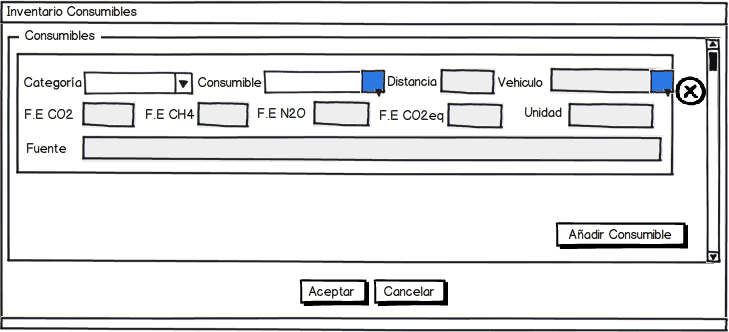 Inventario Consumibles
Consumibles
Categoría Consumible Distancia Vehiculo
F.E CO2 F.E CH4 F.E N2O F.E CO2eq Unidad
Fuente
Añadir Consumible
Aceptar Cancelar